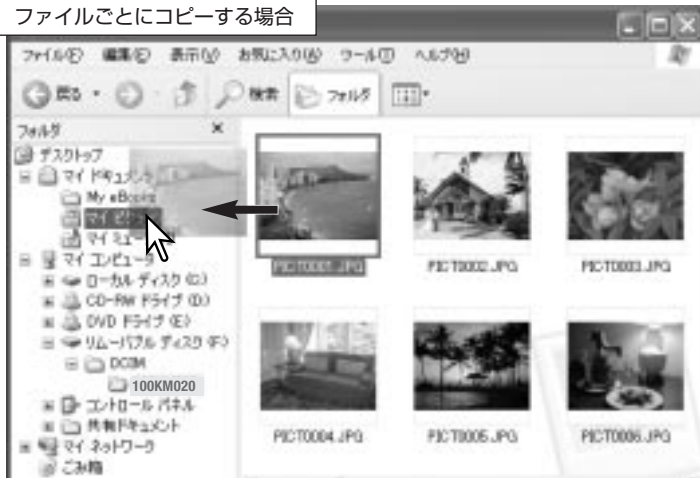 ファイルごとにコピーする場合
ファイル(F) 編集(E) 表示(V) お気に入り(A) ツール(T) ヘルプ(H)
戻る 検索 フォルダ
フォルダ ×
デスクトップ
マイ ドキュメント
My eBooks
マイ ピ
マイ ミュー
マイ コンピュータ
ローカル ディスク (C:)
CD-RW ドライブ (D:)
DVD ドライブ (E:)
リムーバブル ディスク (F:)
DCIM
100KM020
コントロール パネル
共有ドキュメント
マイ ネットワーク
ごみ箱
PICT0001.JPG PICT0002.JPG PICT0003.JPG
PICT0004.JPG PICT0005.JPG PICT0006.JPG